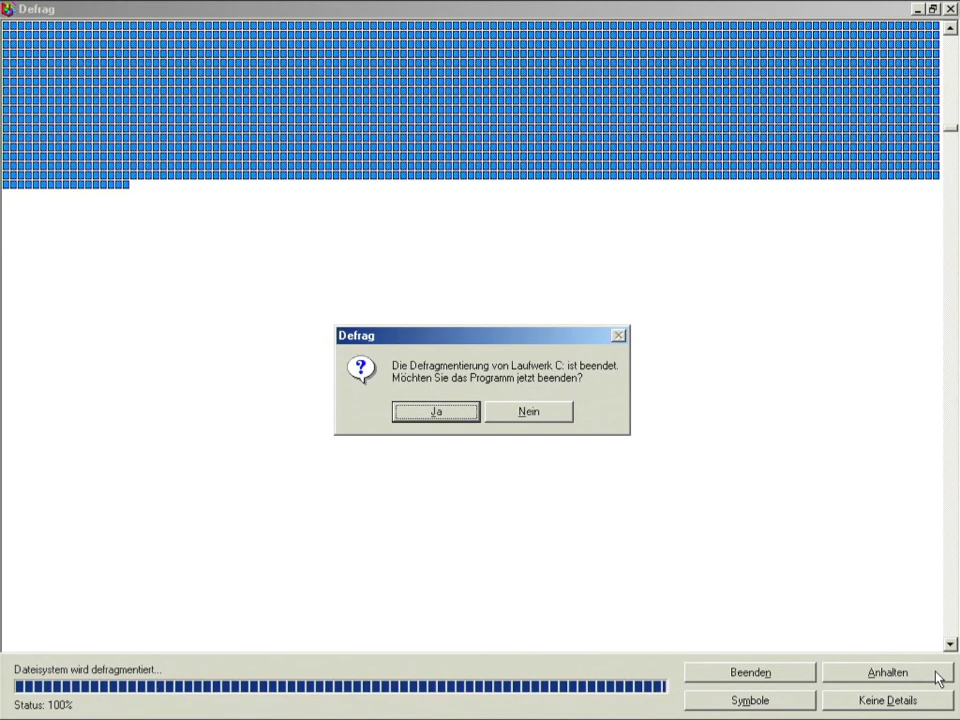 Defrag
Defrag
Die Defragmentierung von Laufwerk C: ist beendet.
Möchten Sie das Programm jetzt beenden?
Ja
Nein
Dateisystem wird defragmentiert...
Status: 100%
Beenden
Anhalten
Symbole
Keine Details